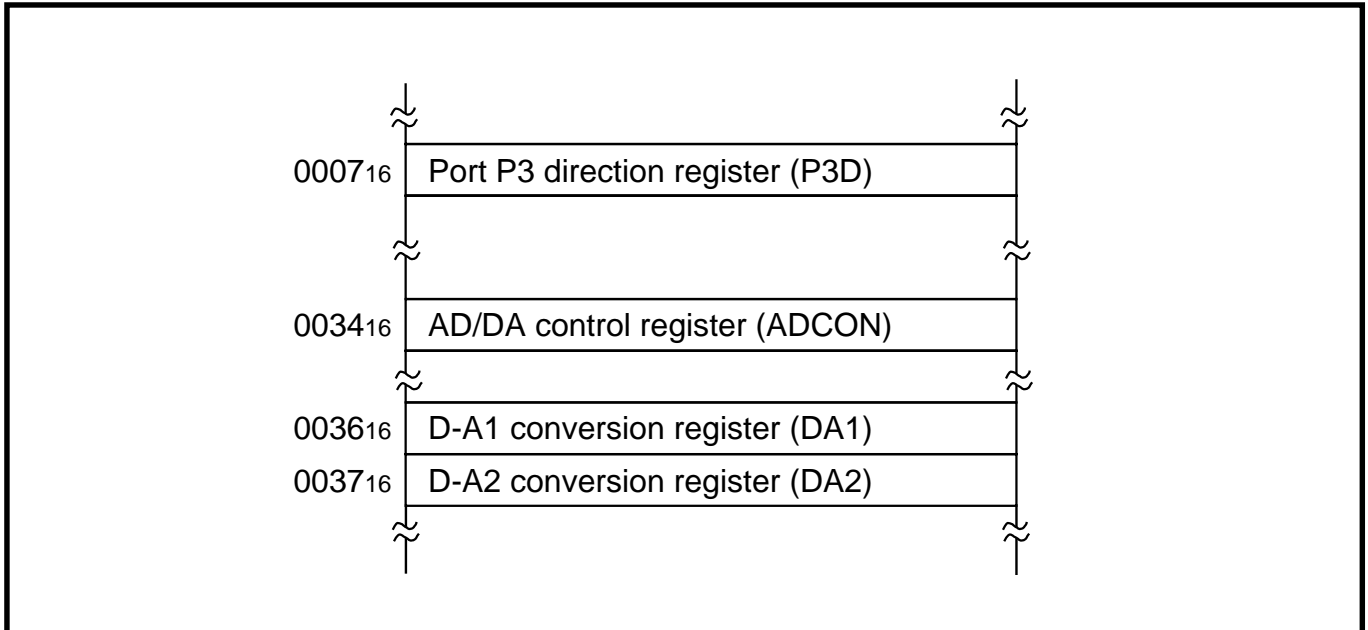 0007₁₆ Port P3 direction register (P3D)
0034₁₆ AD/DA control register (ADCON)
0036₁₆ D-A1 conversion register (DA1)
0037₁₆ D-A2 conversion register (DA2)